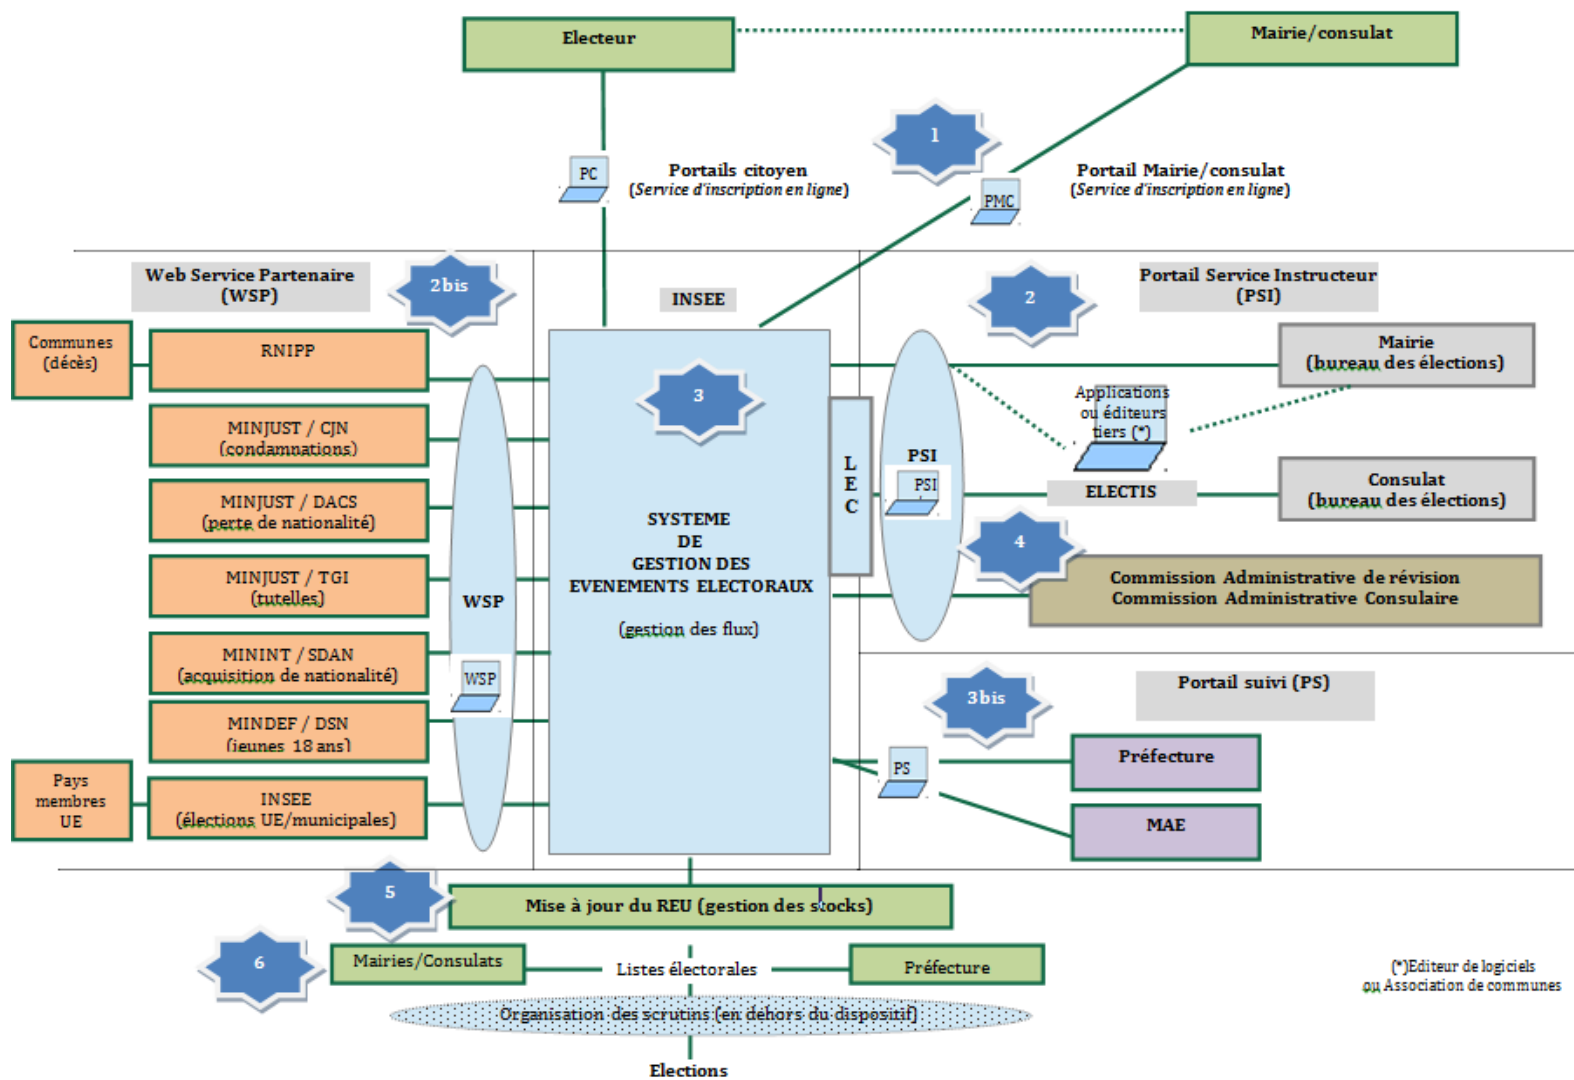 Electeur
Mairie/consulat
1
PC
Portails citoyen
(Service d'inscription en ligne)
PMC
Portail Mairie/consulat
(Service d'inscription en ligne)
Web Service Partenaire
(WSP)
2bis
INSEE
2
Portail Service Instructeur
(PSI)
Communes
(décès)
RNIPP
MINJUST / CJN
(condamnations)
MINJUST / DACS
(perte de nationalité)
MINJUST / TGI
(tutelles)
MININT / SDAN
(acquisition de nationalité)
MINDEF / DSN
(jeunes 18 ans)
Pays
membres
UE
INSEE
(élections UE/municipales)
WSP
WSP
3
SYSTEME
DE
GESTION DES
EVENEMENTS ELECTORAUX
(gestion des flux)
L
E
C
PSI
PSI
Mairie
(bureau des élections)
Applications
ou éditeurs
tiers (*)
ELECTIS
Consulat
(bureau des élections)
4
Commission Administrative de révision
Commission Administrative Consulaire
3bis
Portail suivi (PS)
PS
Préfecture
MAE
5
Mise à jour du REU (gestion des stocks)
6
Mairies/Consulats
Listes électorales
Préfecture
(*)Editeur de logiciels
ou Association de communes
Organisation des scrutins (en dehors du dispositif)
Elections